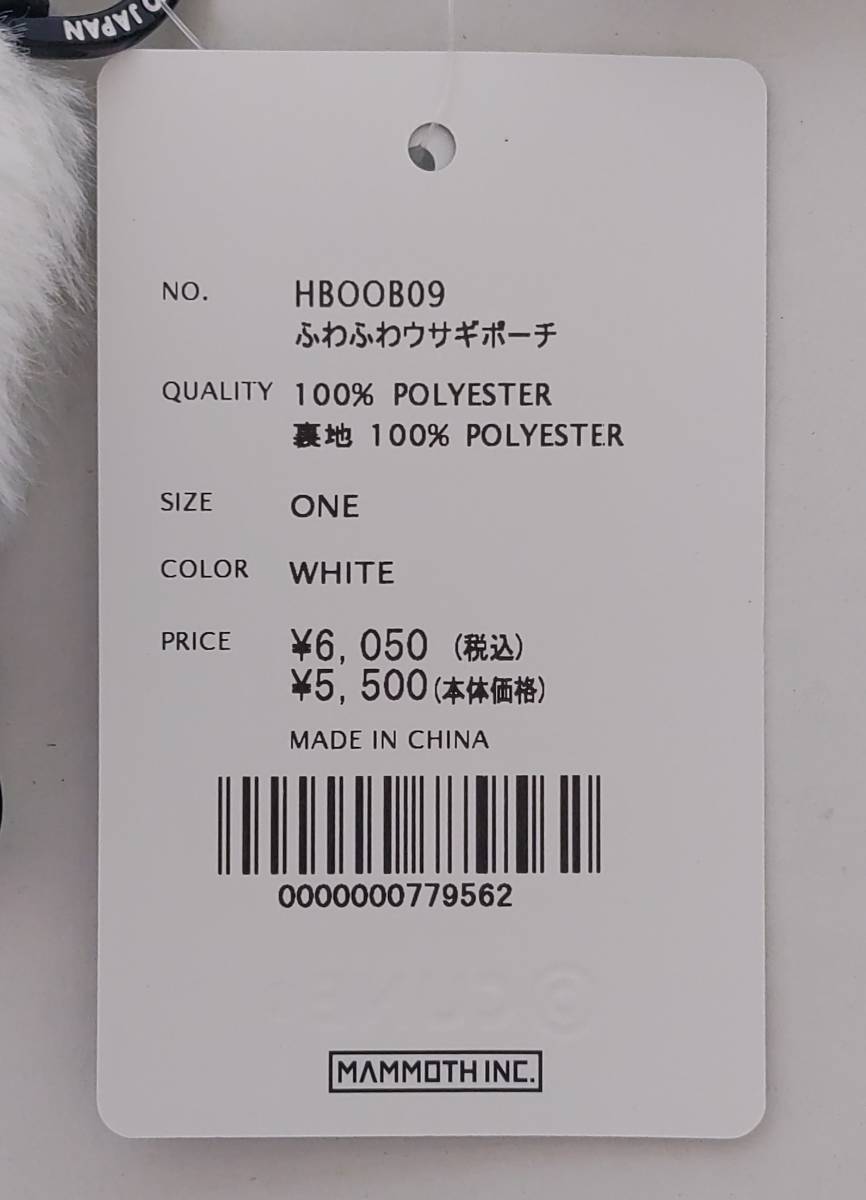 O JAPAN
NO. HBOOB09
ふわふわウサギポーチ
QUALITY 100% POLYESTER
裏地 100% POLYESTER
SIZE ONE
COLOR WHITE
PRICE ¥6, 050 (税込)
¥5, 500(本体価格)
MADE IN CHINA
0000000779562
MAMMOTH INC.